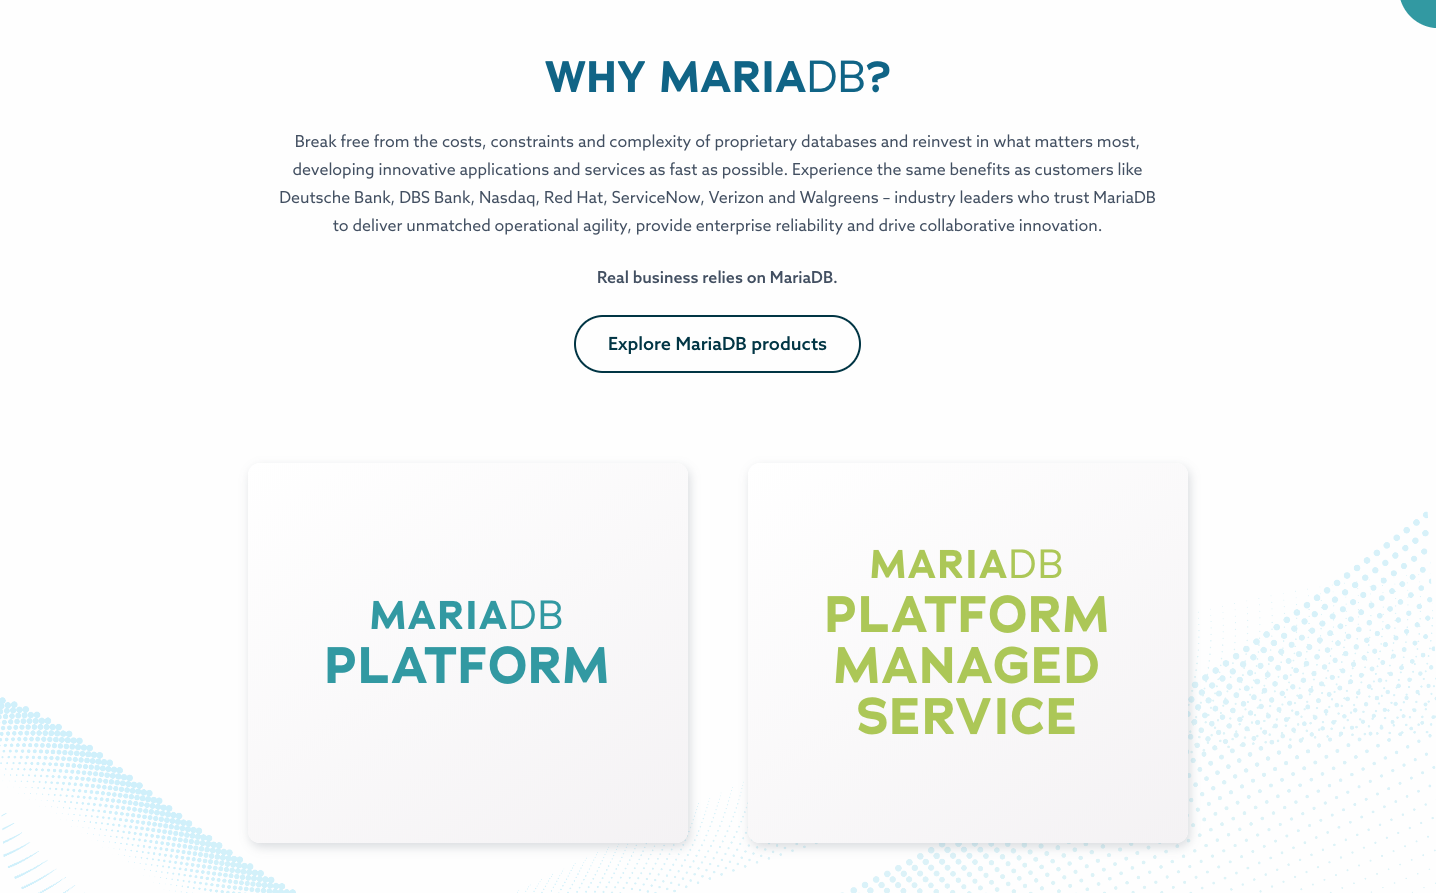 WHY MARIADB?
Break free from the costs, constraints and complexity of proprietary databases and reinvest in what matters most,
developing innovative applications and services as fast as possible. Experience the same benefits as customers like
Deutsche Bank, DBS Bank, Nasdaq, Red Hat, ServiceNow, Verizon and Walgreens – industry leaders who trust MariaDB
to deliver unmatched operational agility, provide enterprise reliability and drive collaborative innovation.
Real business relies on MariaDB.
Explore MariaDB products
MARIADB
PLATFORM
MARIADB
PLATFORM
MANAGED
SERVICE